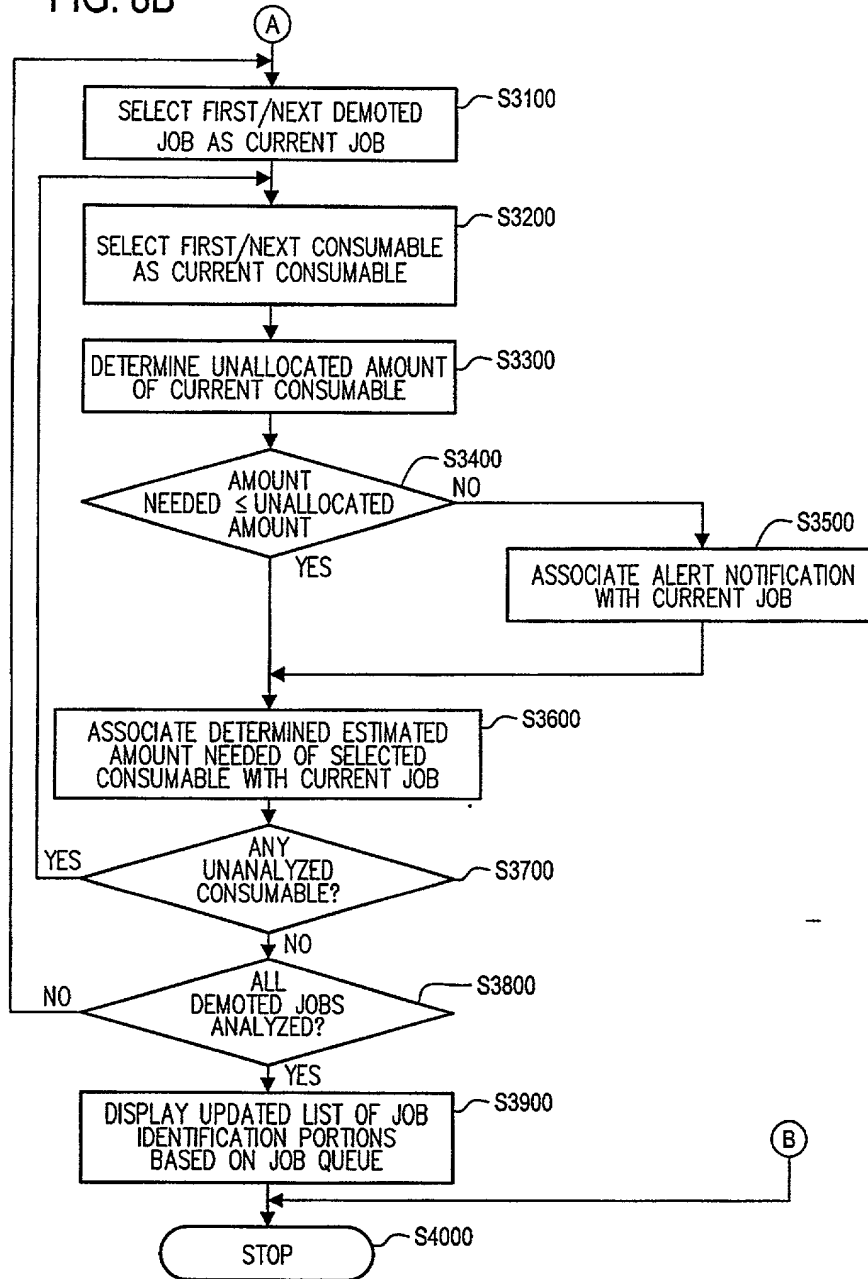 FIG. 8B
A
SELECT FIRST/NEXT DEMOTED
JOB AS CURRENT JOB
S3100
SELECT FIRST/NEXT CONSUMABLE
AS CURRENT CONSUMABLE
S3200
DETERMINE UNALLOCATED AMOUNT
OF CURRENT CONSUMABLE
S3300
AMOUNT
NEEDED ≤ UNALLOCATED
AMOUNT
S3400
NO
YES
ASSOCIATE ALERT NOTIFICATION
WITH CURRENT JOB
S3500
ASSOCIATE DETERMINED ESTIMATED
AMOUNT NEEDED OF SELECTED
CONSUMABLE WITH CURRENT JOB
S3600
ANY
UNANALYZED
CONSUMABLE?
S3700
YES
NO
ALL
DEMOTED JOBS
ANALYZED?
S3800
NO
YES
DISPLAY UPDATED LIST OF JOB
IDENTIFICATION PORTIONS
BASED ON JOB QUEUE
S3900
B
STOP
S4000